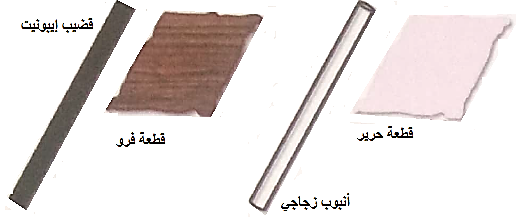 قضيب إيبونيت
قطعة فرو
قطعة حرير
أنبوب زجاجي